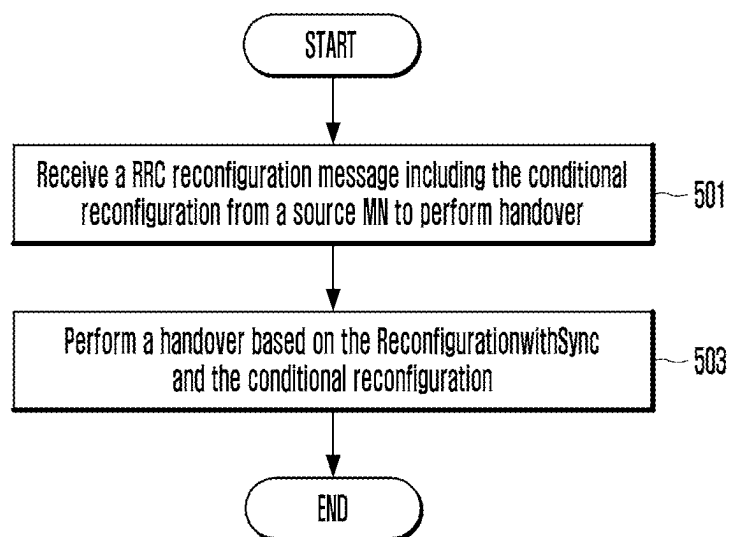 START
Receive a RRC reconfiguration message including the conditional
reconfiguration from a source MN to perform handover
501
Perform a handover based on the ReconfigurationwithSync
and the conditional reconfiguration
503
END